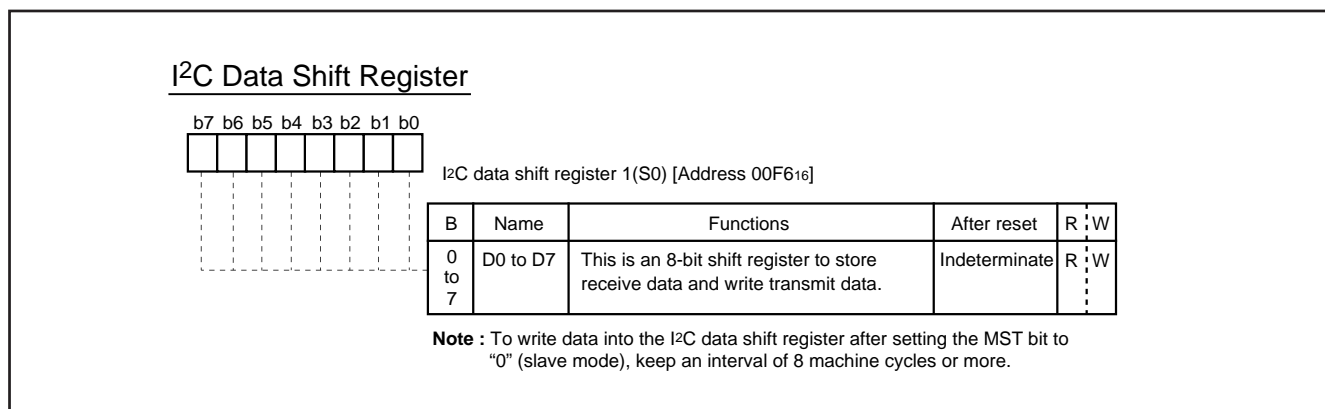 I²C Data Shift Register
b7 b6 b5 b4 b3 b2 b1 b0
I²C data shift register 1(S0) [Address 00F6₁₆]
B Name Functions After reset R W
0 to 7 D0 to D7 This is an 8-bit shift register to store Indeterminate R W
receive data and write transmit data.
Note : To write data into the I²C data shift register after setting the MST bit to
“0” (slave mode), keep an interval of 8 machine cycles or more.